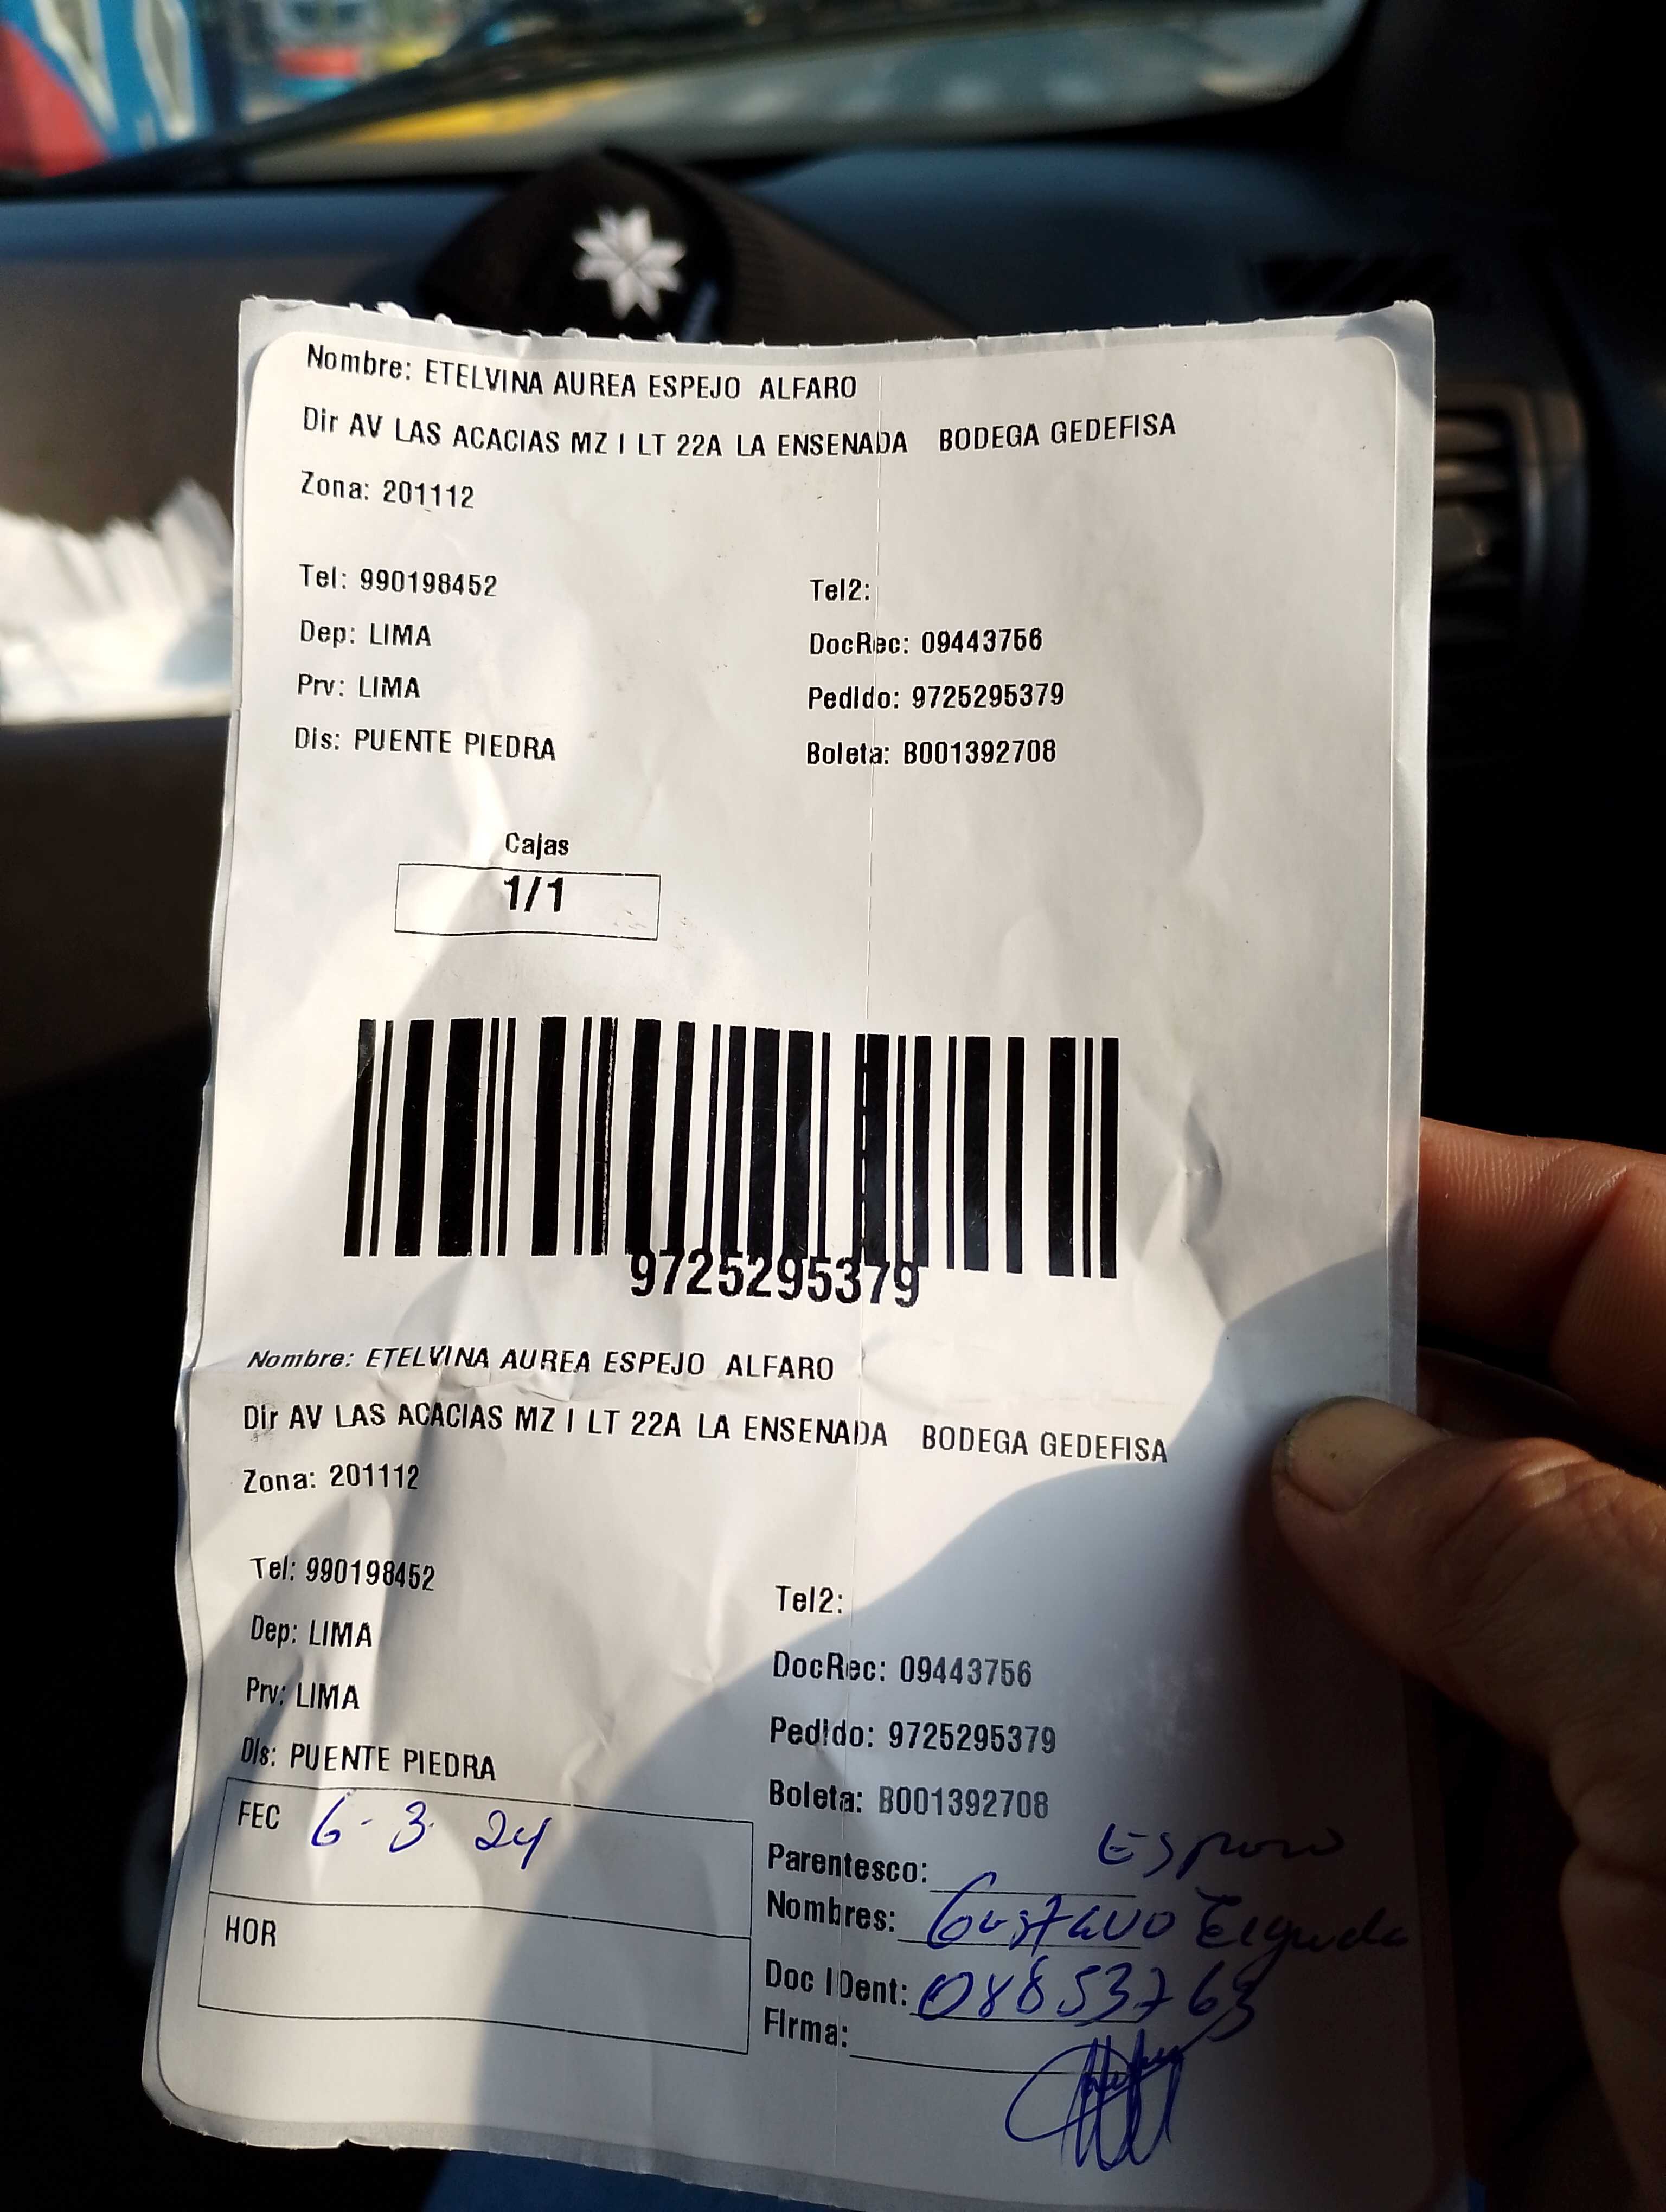 Nombre: ETELVINA AUREA ESPEJO ALFARO
Dir AV LAS ACACIAS MZ I LT 22A LA ENSENADA BODEGA GEDEFISA
Zona: 201112
Tel: 990198452 Tel2:
Dep: LIMA DocRec: 09443756
Prv: LIMA Pedido: 9725295379
Dis: PUENTE PIEDRA Boleta: B001392708
Cajas
1/1
9725295379
Nombre: ETELVINA AUREA ESPEJO ALFARO
Dir AV LAS ACACIAS MZ I LT 22A LA ENSENADA BODEGA GEDEFISA
Zona: 201112
Tel: 990198452 Tel2:
Dep: LIMA DocRec: 09443756
Prv: LIMA Pedido: 9725295379
Dis: PUENTE PIEDRA Boleta: B001392708
FEC 6-3-24
HOR
Parentesco: Esposo
Nombres: Gustavo
Doc IDent: 08853763
Firma: